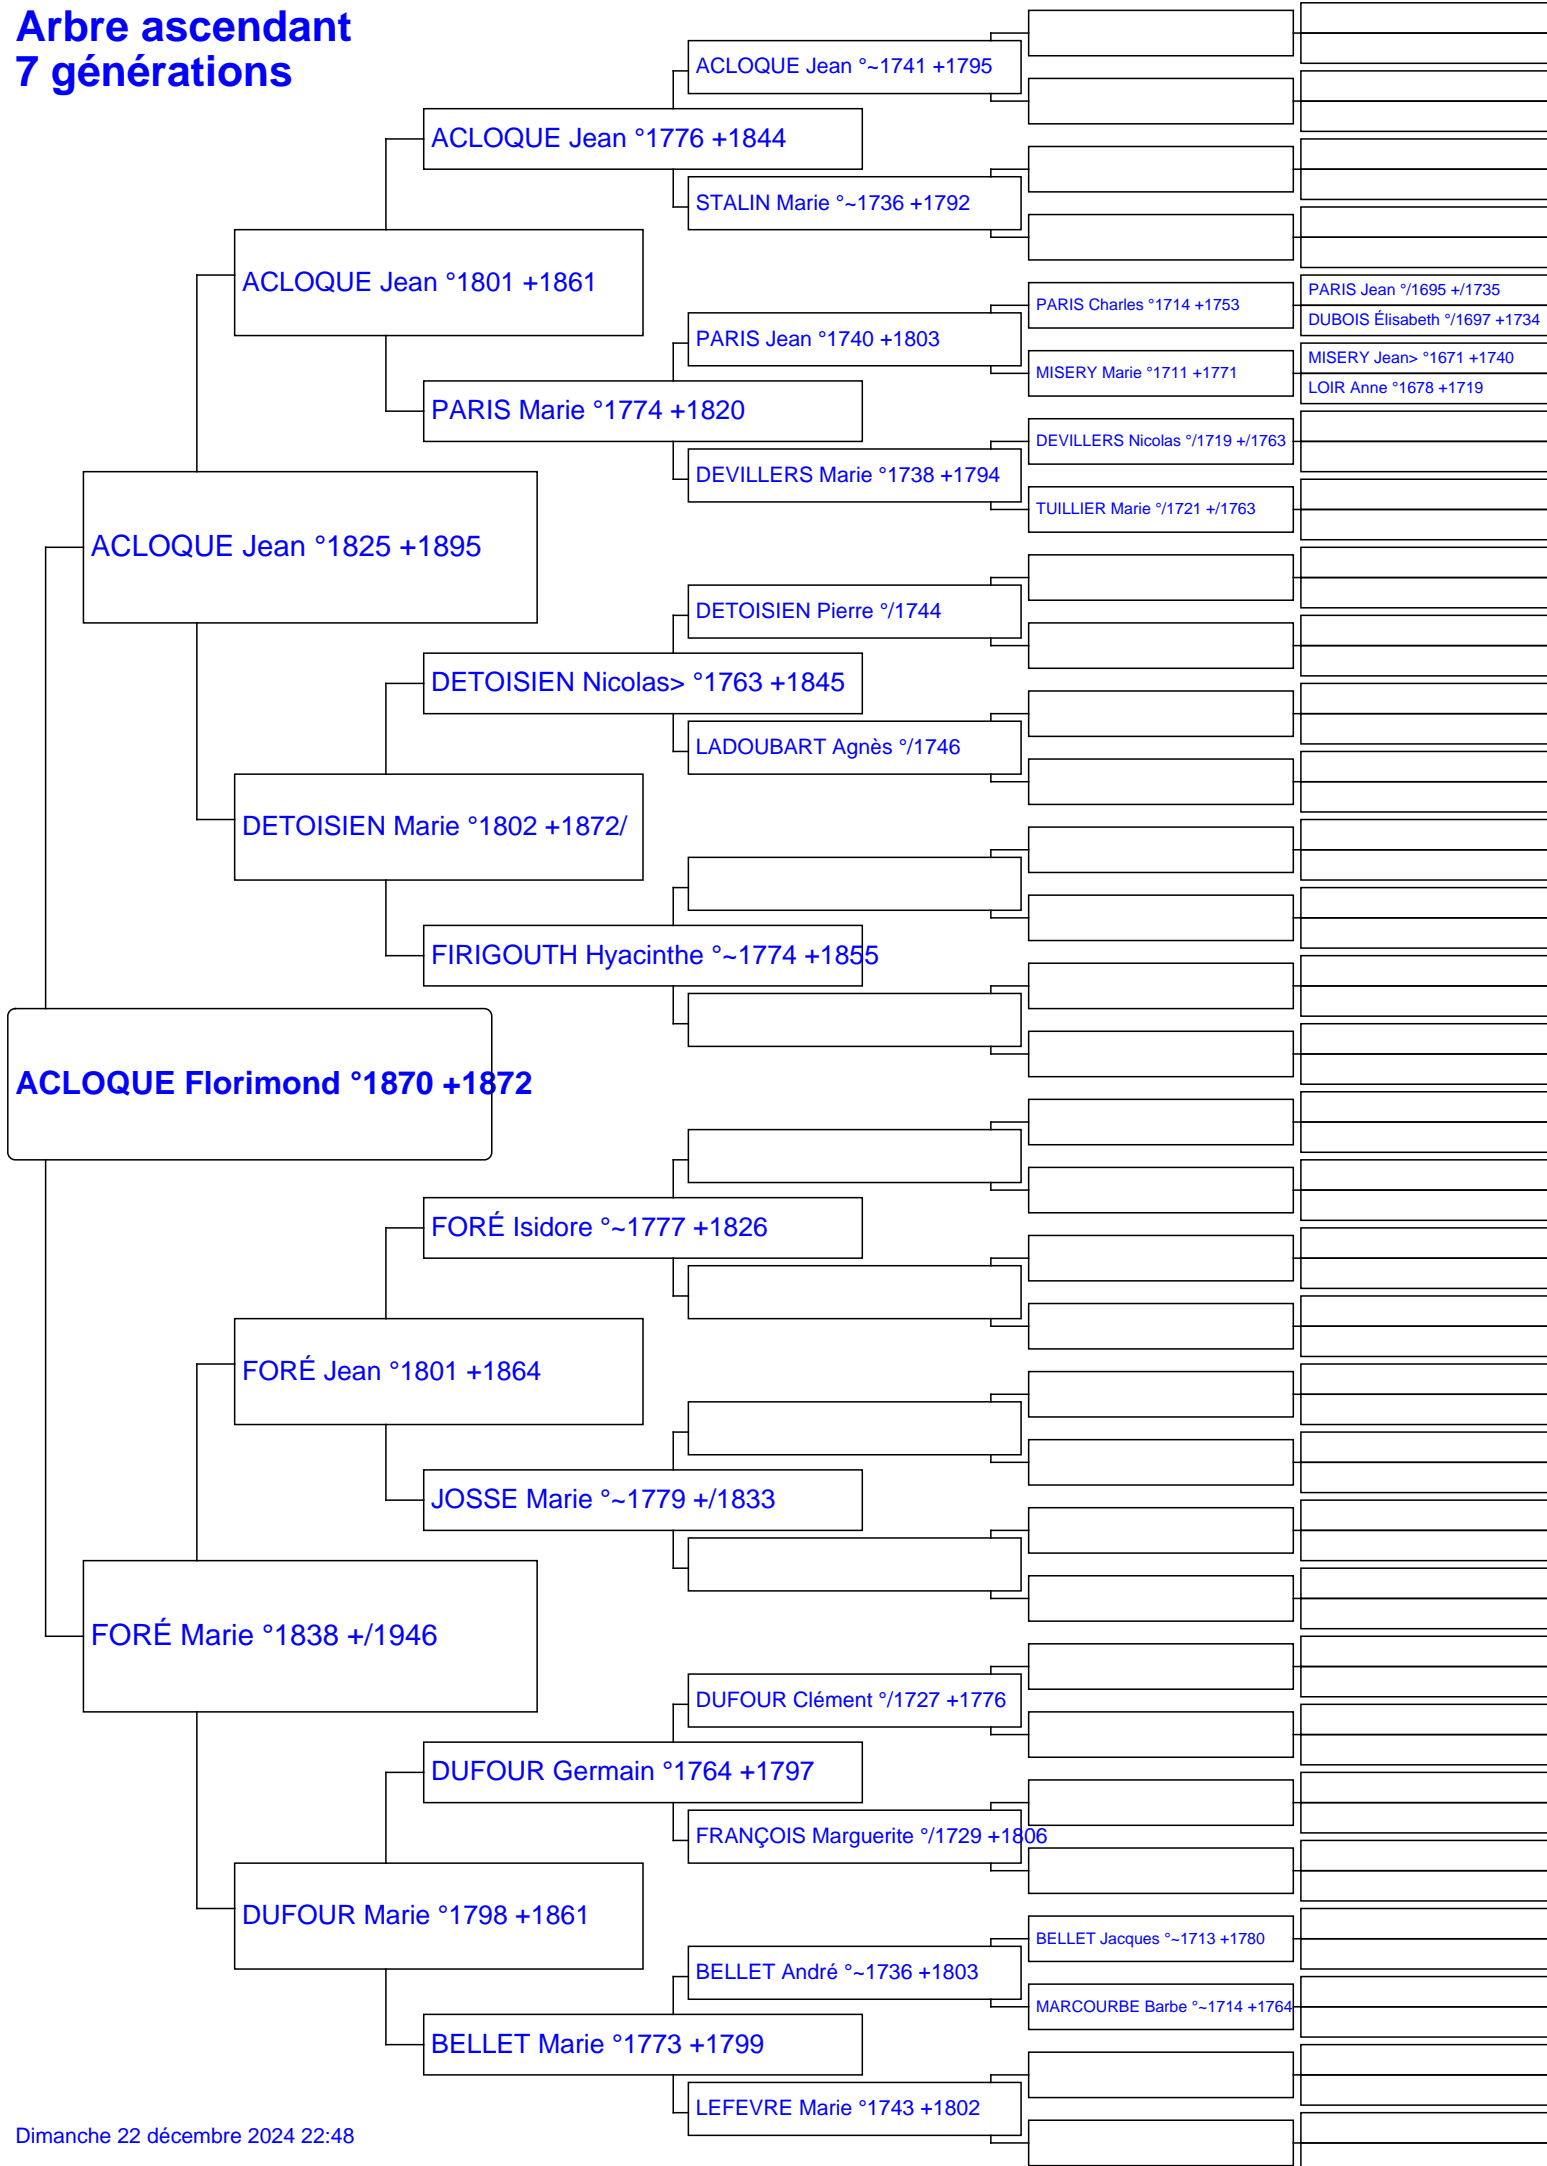 Arbre ascendant
7 générations
ACLOQUE Jean °~1741 +1795
ACLOQUE Jean °1776 +1844
STALIN Marie °~1736 +1792
ACLOQUE Jean °1801 +1861
PARIS Jean °/1695 +/1735
PARIS Charles °1714 +1753
DUBOIS Élisabeth °/1697 +1734
PARIS Jean °1740 +1803
MISERY Jean> °1671 +1740
MISERY Marie °1711 +1771
LOIR Anne °1678 +1719
PARIS Marie °1774 +1820
DEVILLERS Nicolas °/1719 +/1763
DEVILLERS Marie °1738 +1794
TUILLIER Marie °/1721 +/1763
ACLOQUE Jean °1825 +1895
DETOISIEN Pierre °/1744
DETOISIEN Nicolas> °1763 +1845
LADOUBART Agnès °/1746
DETOISIEN Marie °1802 +1872/
FIRIGOUTH Hyacinthe °~1774 +1855
ACLOQUE Florimond °1870 +1872
FORÉ Isidore °~1777 +1826
FORÉ Jean °1801 +1864
JOSSE Marie °~1779 +/1833
FORÉ Marie °1838 +/1946
DUFOUR Clément °/1727 +1776
DUFOUR Germain °1764 +1797
FRANÇOIS Marguerite °/1729 +1806
DUFOUR Marie °1798 +1861
BELLET Jacques °~1713 +1780
BELLET André °~1736 +1803
MARCOURBE Barbe °~1714 +1764
BELLET Marie °1773 +1799
LEFEVRE Marie °1743 +1802
Dimanche 22 décembre 2024 22:48